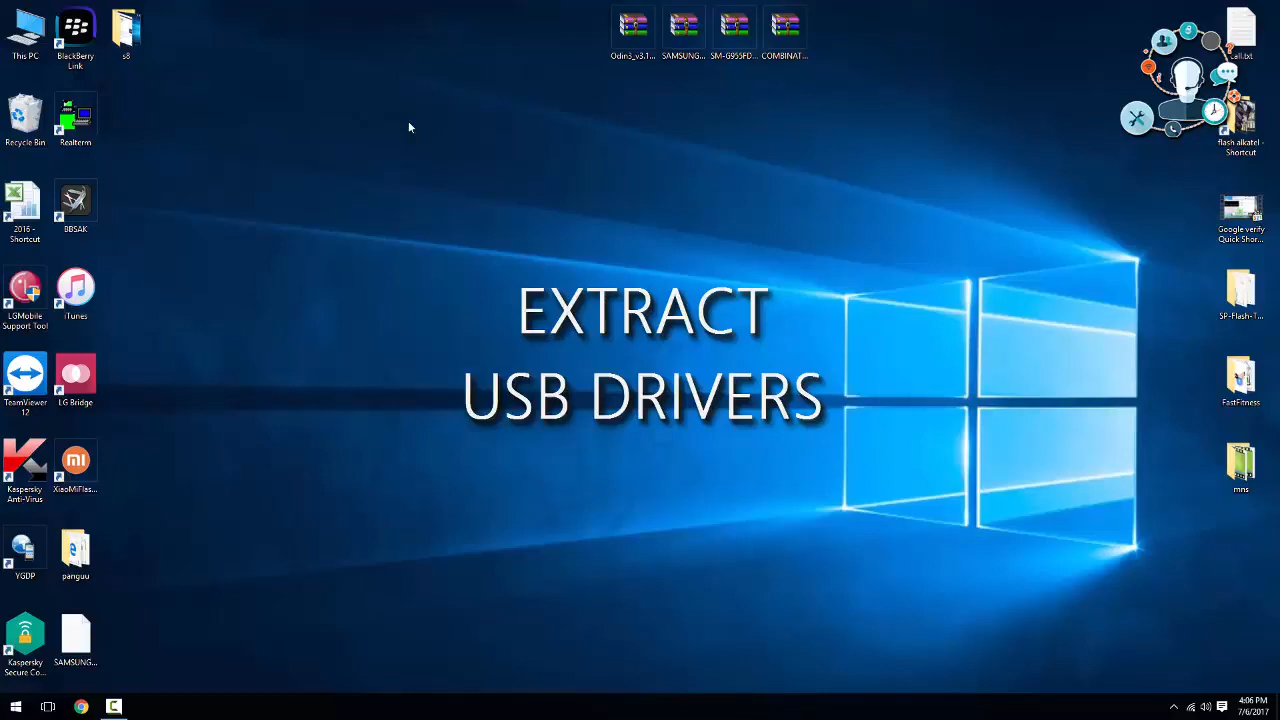 This PC
BlackBerry
Link
s8
Odin3_v3.1...
SAMSUNG...
SM-G955FD...
COMBINAT...
call.txt
Recycle Bin
Realterm
flash alkatel -
Shortcut
2016 -
Shortcut
BBSAK
Google verify
Quick Shor...
LGMobile
Support Tool
iTunes
SP-Flash-T...
EXTRACT
USB DRIVERS
TeamViewer
12
LG Bridge
FastFitness
Kaspersky
Anti-Virus
XiaoMiFlas...
mns
YGDP
panguu
Kaspersky
Secure Co...
SAMSUNG...
4:06 PM
7/6/2017